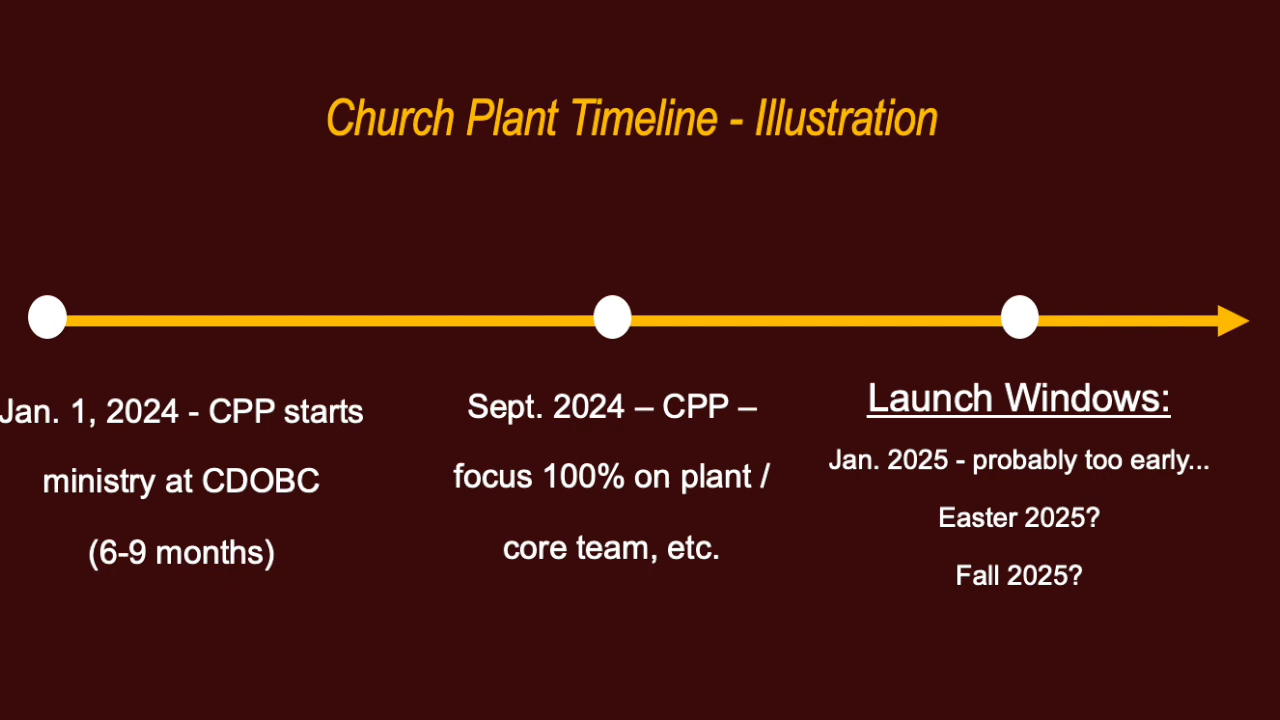 Church Plant Timeline - Illustration
Jan. 1, 2024 - CPP starts
ministry at CDOBC
(6-9 months)
Sept. 2024 – CPP –
focus 100% on plant /
core team, etc.
Launch Windows:
Jan. 2025 - probably too early...
Easter 2025?
Fall 2025?